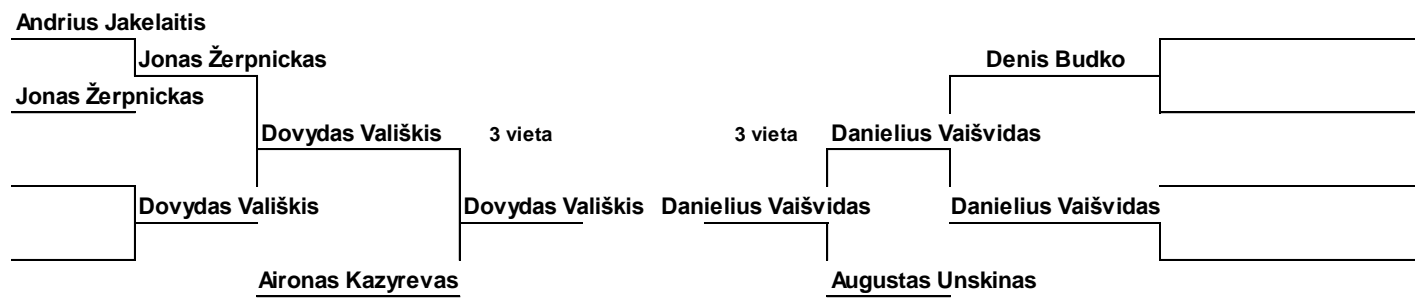 Andrius Jakelaitis
Jonas Žerpnickas
Denis Budko
Jonas Žerpnickas
Dovydas Vališkis 3 vieta 3 vieta Danielius Vaišvidas
Dovydas Vališkis Dovydas Vališkis Danielius Vaišvidas Danielius Vaišvidas
Aironas Kazyrevas Augustas Unskinas